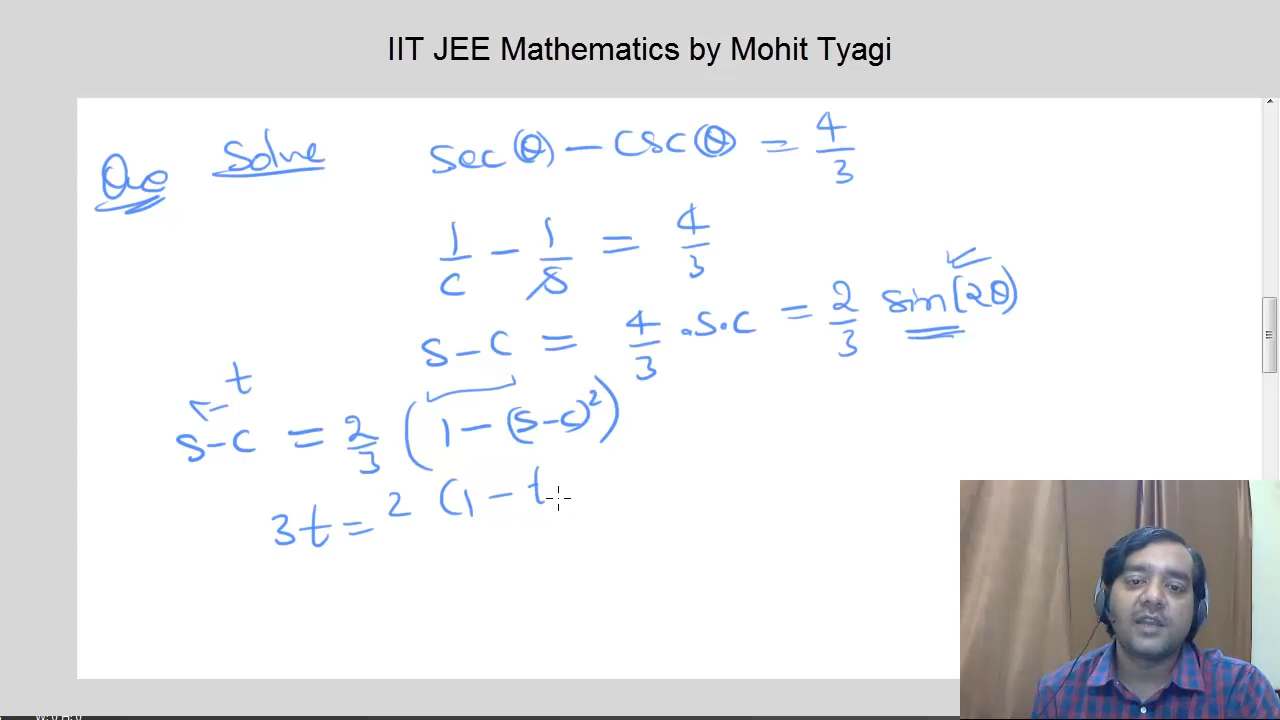 IIT JEE Mathematics by Mohit Tyagi
Que Solve sec(θ) – csc(θ) = 4/3
1/c – 1/s = 4/3
s – c = 4/3 .s.c = 2/3 sin(2θ)
t
s–c = 2/3 (1 – (s–c)²)
3t = 2 (1 – t